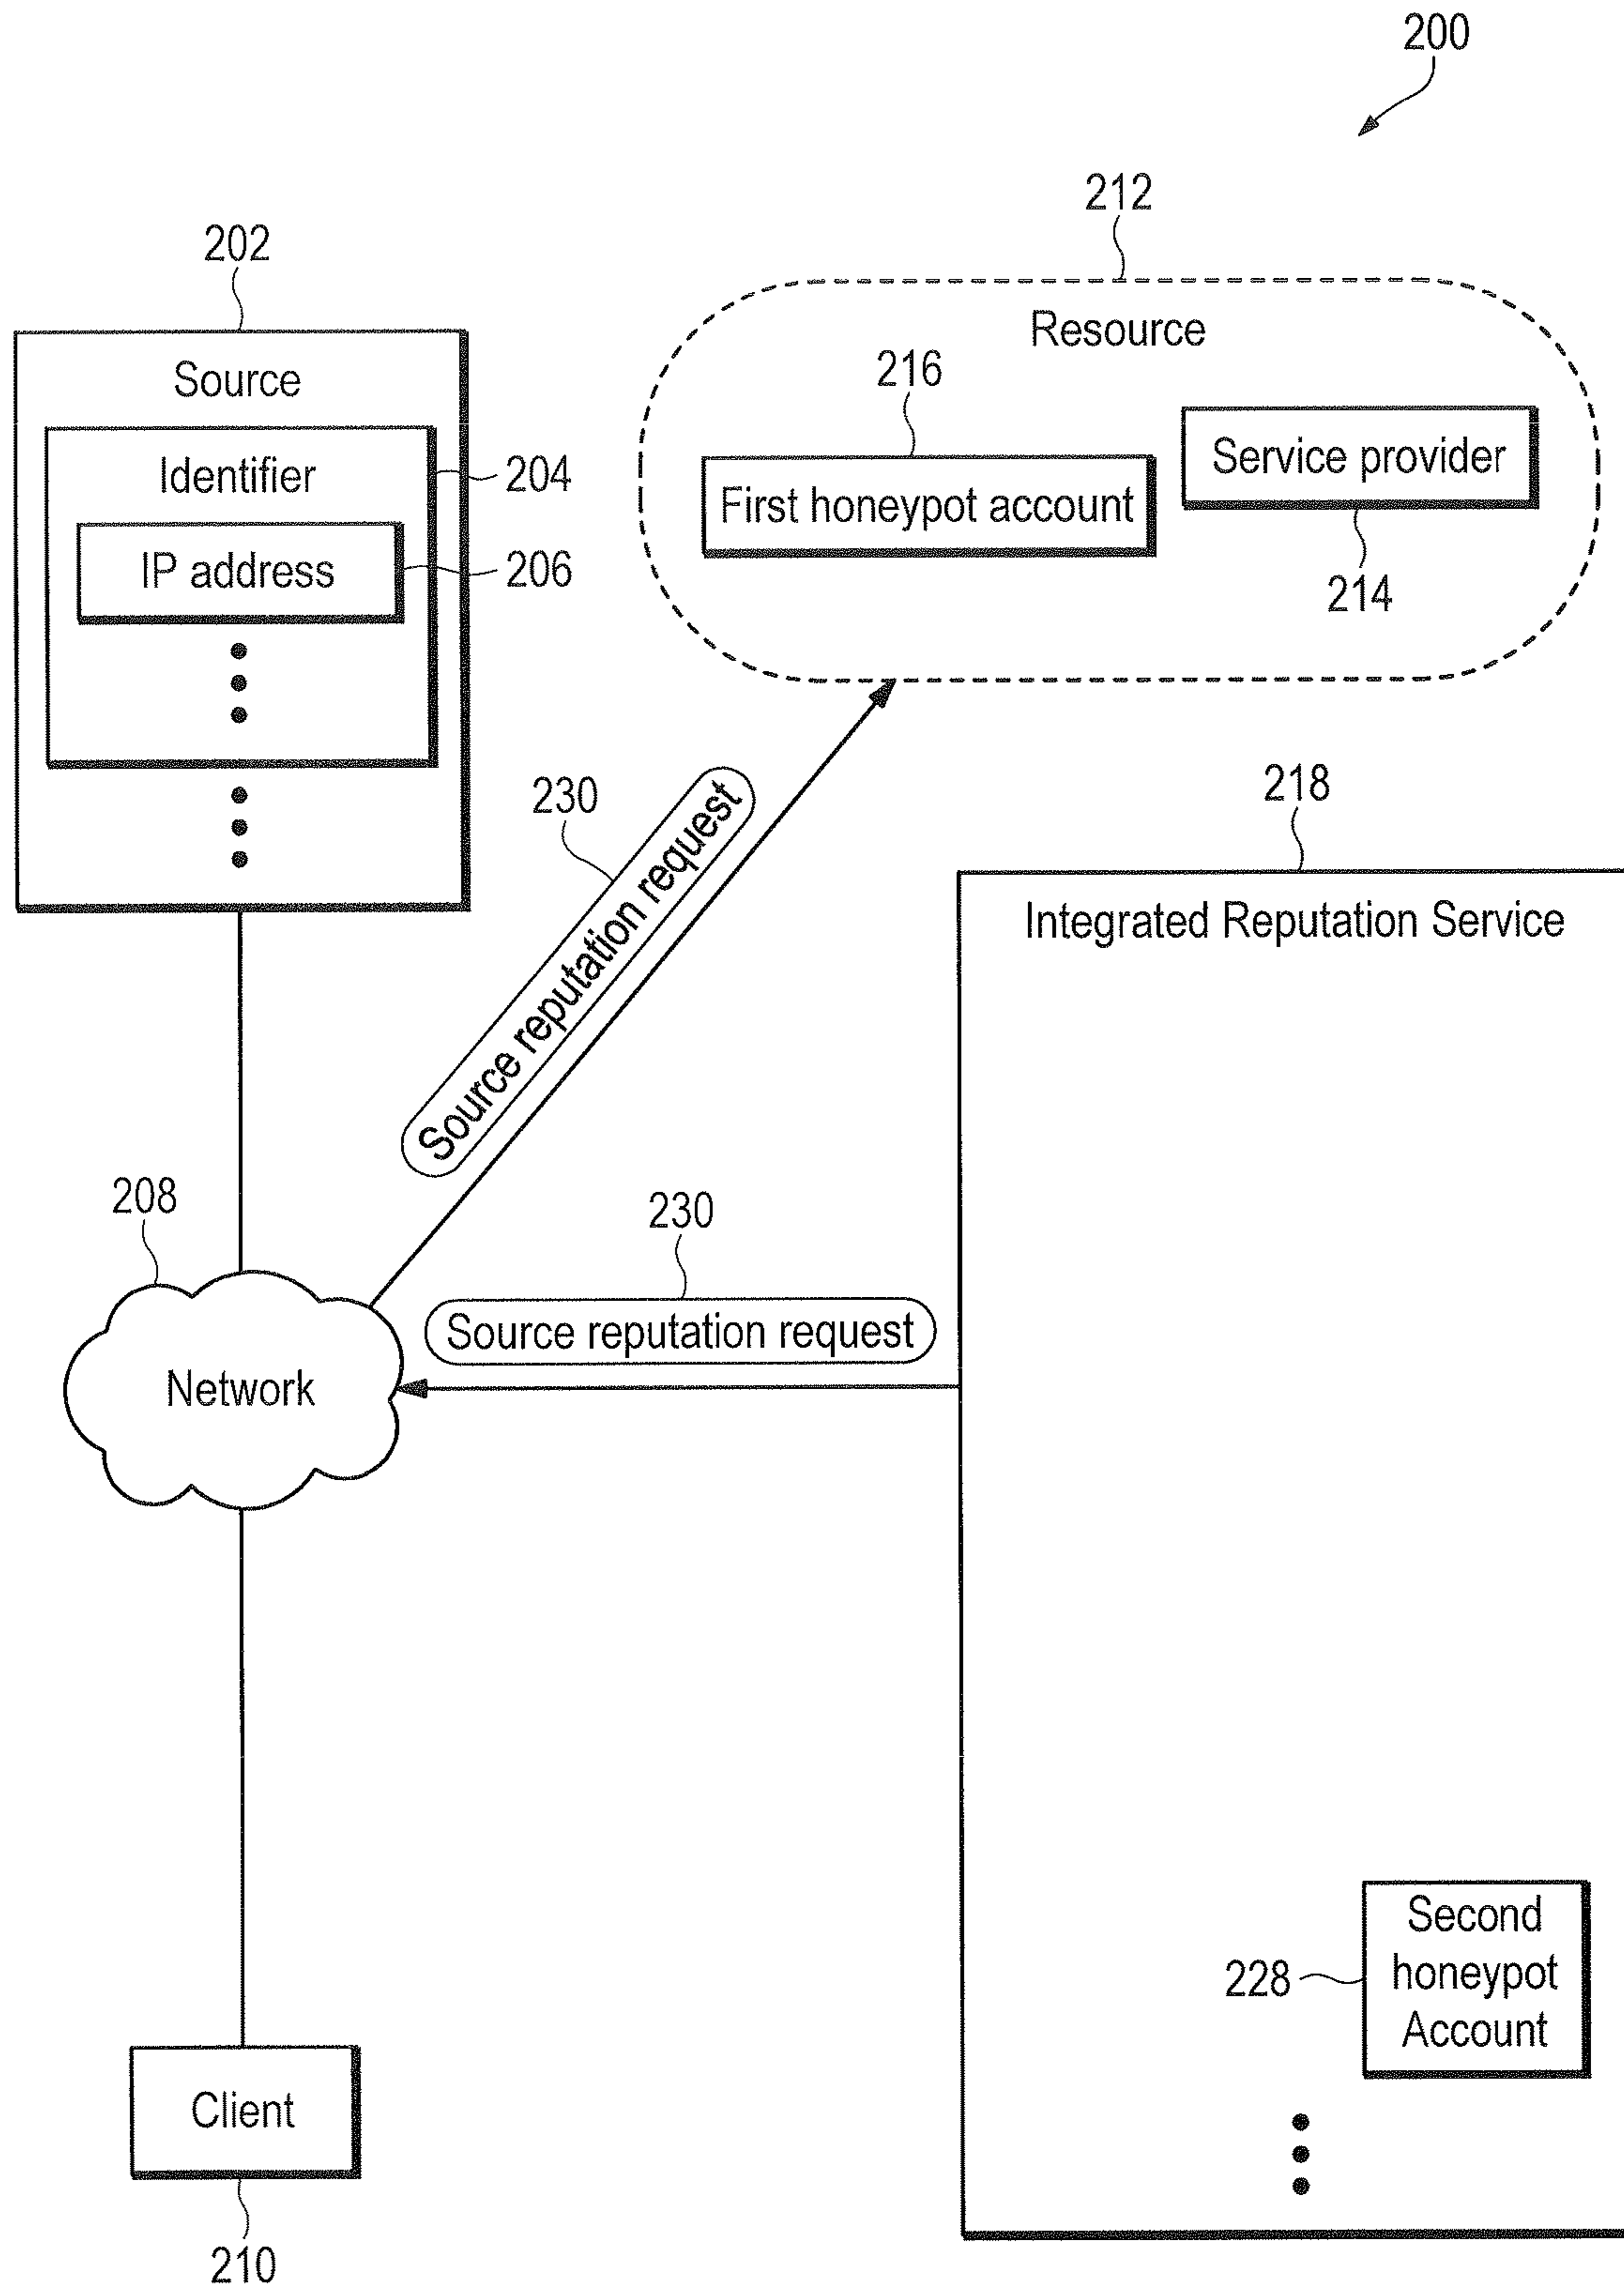 200
212
202
Resource
Source
216
Service provider
Identifier
204
First honeypot account
IP address
206
214
230
Source reputation request
218
Integrated Reputation Service
208
230
Source reputation request
Network
Second
honeypot
Account
228
Client
210